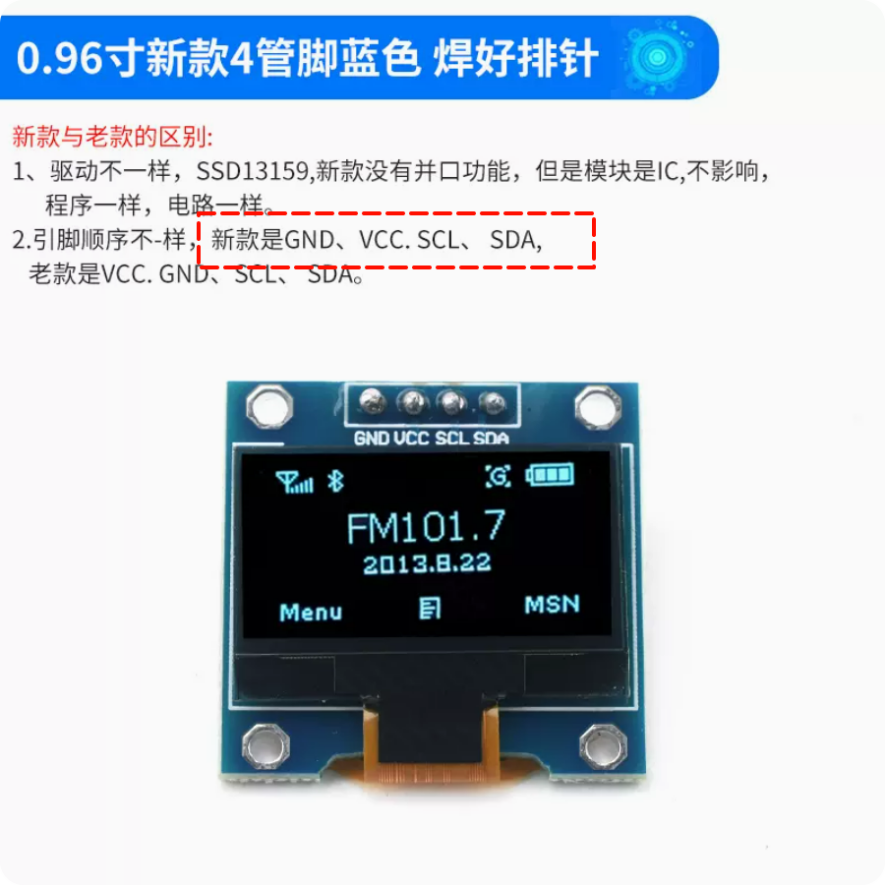 0.96寸新款4管脚蓝色 焊好排针
新款与老款的区别:
1、驱动不一样，SSD13159,新款没有并口功能，但是模块是IC,不影响，
程序一样，电路一样。
2.引脚顺序不-样，新款是GND、VCC. SCL、 SDA,
老款是VCC. GND、SCL、 SDA。
GND VCC SCL SDA
G
FM101.7
2013.8.22
Menu
MSN